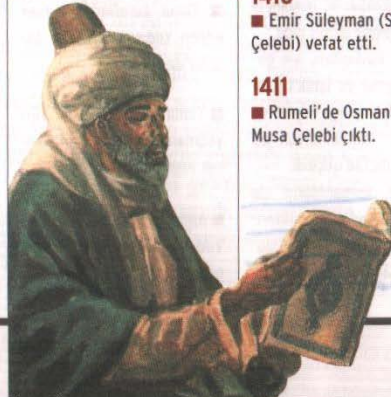 Emir Süleyman (S
Çelebi) vefat etti.
1411
Rumeli'de Osman
Musa Çelebi çıktı.